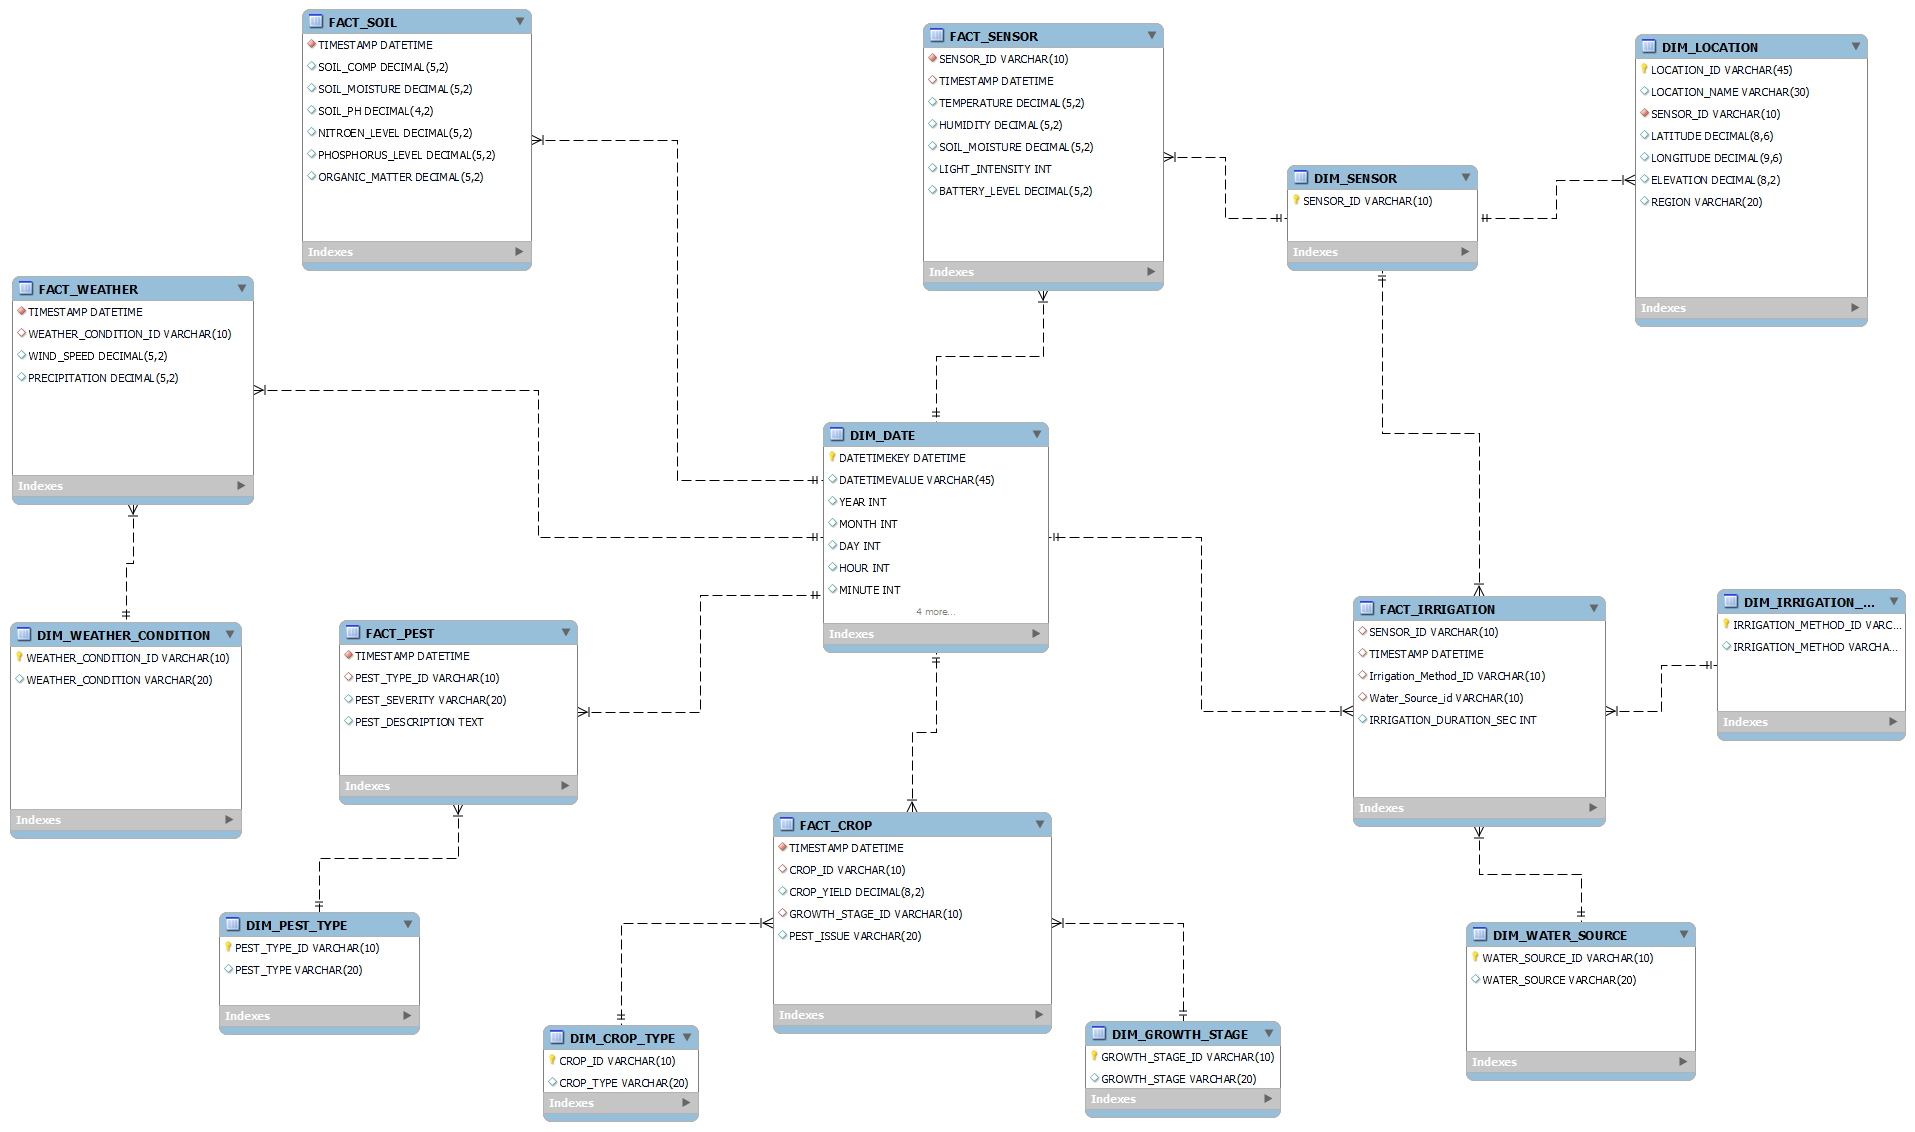 FACT_SOIL
TIMESTAMP DATETIME
SOIL_COMP DECIMAL(5,2)
SOIL_MOISTURE DECIMAL(5,2)
SOIL_PH DECIMAL(4,2)
NITROEN_LEVEL DECIMAL(5,2)
PHOSPHORUS_LEVEL DECIMAL(5,2)
ORGANIC_MATTER DECIMAL(5,2)
Indexes
FACT_SENSOR
SENSOR_ID VARCHAR(10)
TIMESTAMP DATETIME
TEMPERATURE DECIMAL(5,2)
HUMIDITY DECIMAL(5,2)
SOIL_MOISTURE DECIMAL(5,2)
LIGHT_INTENSITY INT
BATTERY_LEVEL DECIMAL(5,2)
Indexes
DIM_LOCATION
LOCATION_ID VARCHAR(45)
LOCATION_NAME VARCHAR(30)
SENSOR_ID VARCHAR(10)
LATITUDE DECIMAL(8,6)
LONGITUDE DECIMAL(9,6)
ELEVATION DECIMAL(8,2)
REGION VARCHAR(20)
Indexes
DIM_SENSOR
SENSOR_ID VARCHAR(10)
Indexes
FACT_WEATHER
TIMESTAMP DATETIME
WEATHER_CONDITION_ID VARCHAR(10)
WIND_SPEED DECIMAL(5,2)
PRECIPITATION DECIMAL(5,2)
Indexes
DIM_DATE
DATETIMEKEY DATETIME
DATETIMEVALUE VARCHAR(45)
YEAR INT
MONTH INT
DAY INT
HOUR INT
MINUTE INT
4 more...
Indexes
DIM_WEATHER_CONDITION
WEATHER_CONDITION_ID VARCHAR(10)
WEATHER_CONDITION VARCHAR(20)
Indexes
FACT_PEST
TIMESTAMP DATETIME
PEST_TYPE_ID VARCHAR(10)
PEST_SEVERITY VARCHAR(20)
PEST_DESCRIPTION TEXT
Indexes
FACT_IRRIGATION
SENSOR_ID VARCHAR(10)
TIMESTAMP DATETIME
Irrigation_Method_ID VARCHAR(10)
Water_Source_id VARCHAR(10)
IRRIGATION_DURATION_SEC INT
Indexes
DIM_IRRIGATION_...
IRRIGATION_METHOD_ID VARC...
IRRIGATION_METHOD VARCHA...
Indexes
FACT_CROP
TIMESTAMP DATETIME
CROP_ID VARCHAR(10)
CROP_YIELD DECIMAL(8,2)
GROWTH_STAGE_ID VARCHAR(10)
PEST_ISSUE VARCHAR(20)
Indexes
DIM_PEST_TYPE
PEST_TYPE_ID VARCHAR(10)
PEST_TYPE VARCHAR(20)
Indexes
DIM_WATER_SOURCE
WATER_SOURCE_ID VARCHAR(10)
WATER_SOURCE VARCHAR(20)
Indexes
DIM_CROP_TYPE
CROP_ID VARCHAR(10)
CROP_TYPE VARCHAR(20)
Indexes
DIM_GROWTH_STAGE
GROWTH_STAGE_ID VARCHAR(10)
GROWTH_STAGE VARCHAR(20)
Indexes